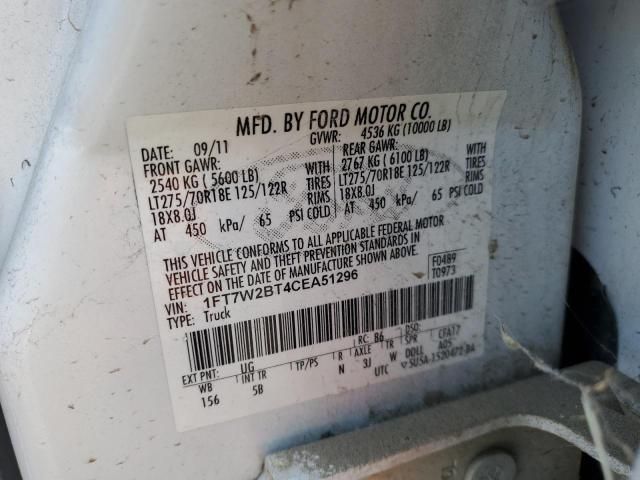 MFD. BY FORD MOTOR CO.
DATE: 09/11 GVWR: 4536 KG (10000 LB)
FRONT GAWR: REAR GAWR:
2540 KG ( 5600 LB) WITH 2767 KG ( 6100 LB) WITH
LT275/70R18E 125/122R TIRES LT275/70R18E 125/122R TIRES
18X8.0J RIMS 18X8.0J RIMS
AT 450 kPa/ 65 PSI COLD AT 450 kPa/ 65 PSI COLD
THIS VEHICLE CONFORMS TO ALL APPLICABLE FEDERAL MOTOR
VEHICLE SAFETY AND THEFT PREVENTION STANDARDS IN
EFFECT ON THE DATE OF MANUFACTURE SHOWN ABOVE.
VIN: 1FT7W2BT4CEA51296 F0489
TYPE: Truck T0973
EXT PNT: UG RC: B6 DSO:
WB INT TR TP/PS R AXLE TR SPR CFA17
156 5B N 3J W DOLL A05
UTC